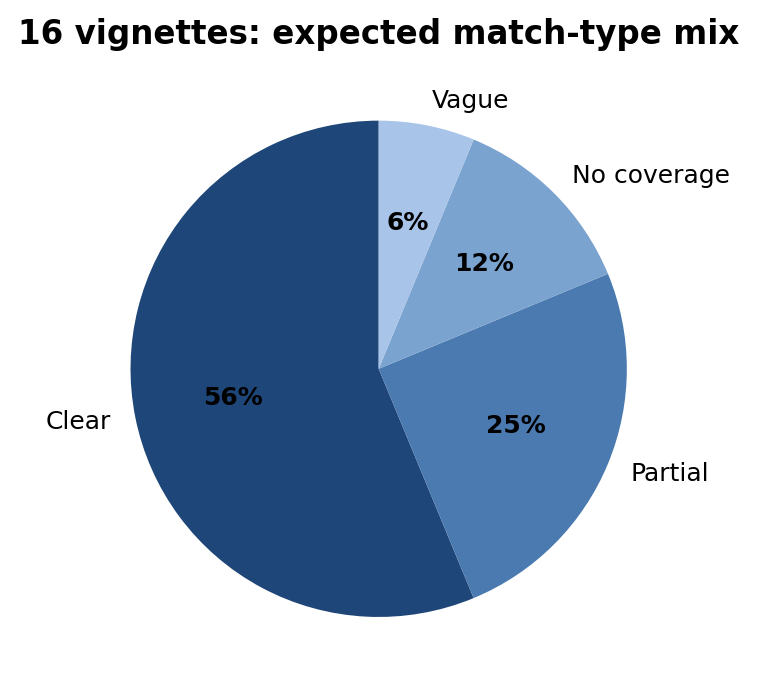 16 vignettes: expected match-type mix
Vague
No coverage
6%
12%
56%
Clear
25%
Partial